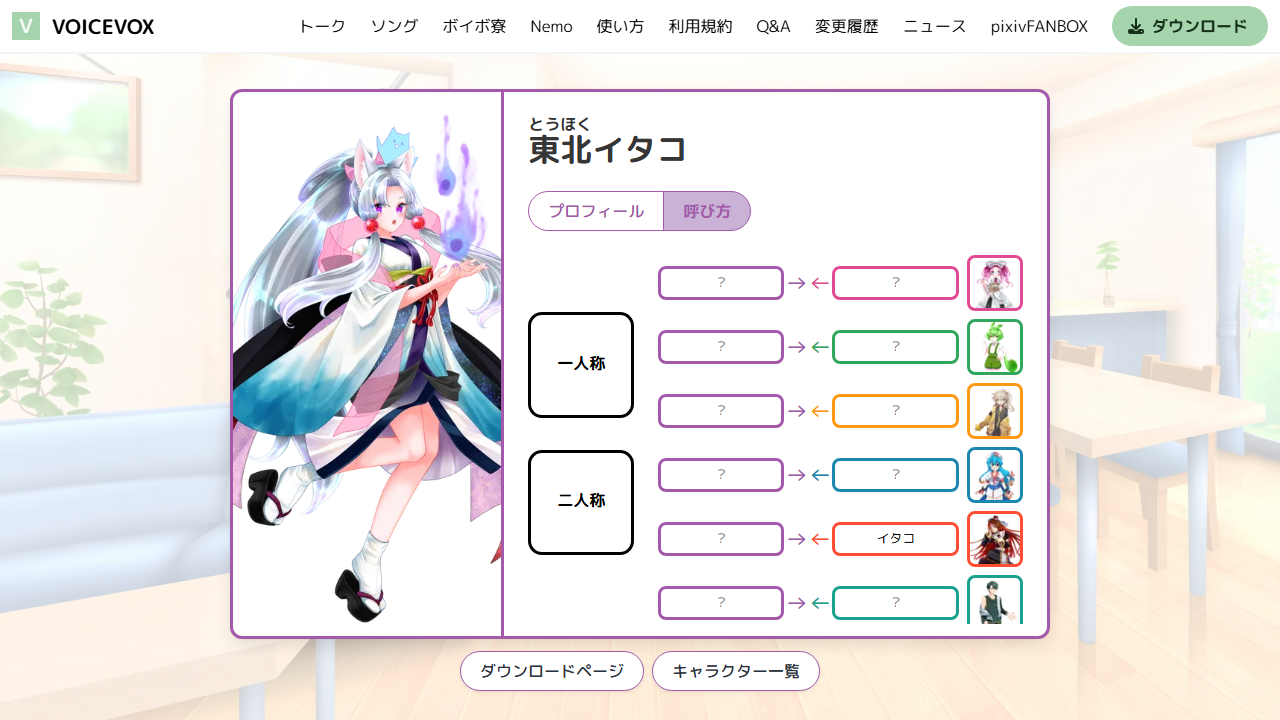 V VOICEVOX トーク ソング ボイボ寮 Nemo 使い方 利用規約 Q&A 変更履歴 ニュース pixivFANBOX ダウンロード
とうほく
東北イタコ
プロフィール 呼び方
一人称
二人称
? → ← ?
? → ← ?
? → ← ?
? → ← ?
? → ← イタコ
? → ← ?
ダウンロードページ キャラクター一覧